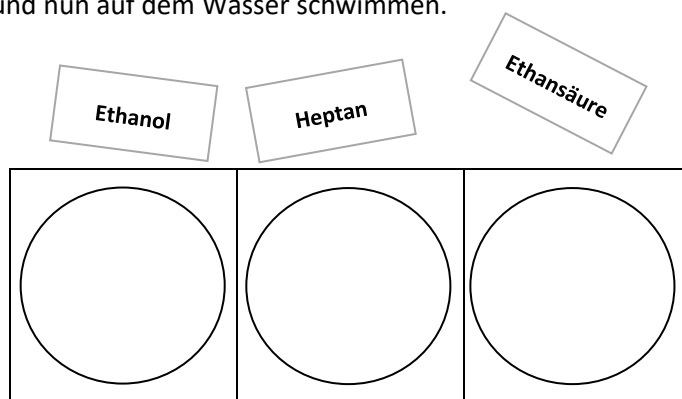 und nun auf dem Wasser schwimmen.
Ethanol
Heptan
Ethansäure